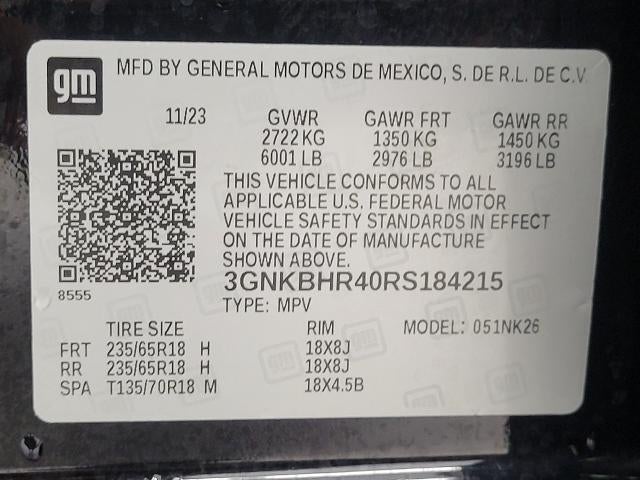 gm
MFD BY GENERAL MOTORS DE MEXICO, S. DE R.L. DE C.V.
11/23 GVWR GAWR FRT GAWR RR
2722 KG 1350 KG 1450 KG
6001 LB 2976 LB 3196 LB
THIS VEHICLE CONFORMS TO ALL
APPLICABLE U.S. FEDERAL MOTOR
VEHICLE SAFETY STANDARDS IN EFFECT
ON THE DATE OF MANUFACTURE
SHOWN ABOVE.
3GNKBHR40RS184215
8555
TYPE: MPV
TIRE SIZE RIM MODEL: 051NK26
FRT 235/65R18 H 18X8J
RR 235/65R18 H 18X8J
SPA T135/70R18 M 18X4.5B